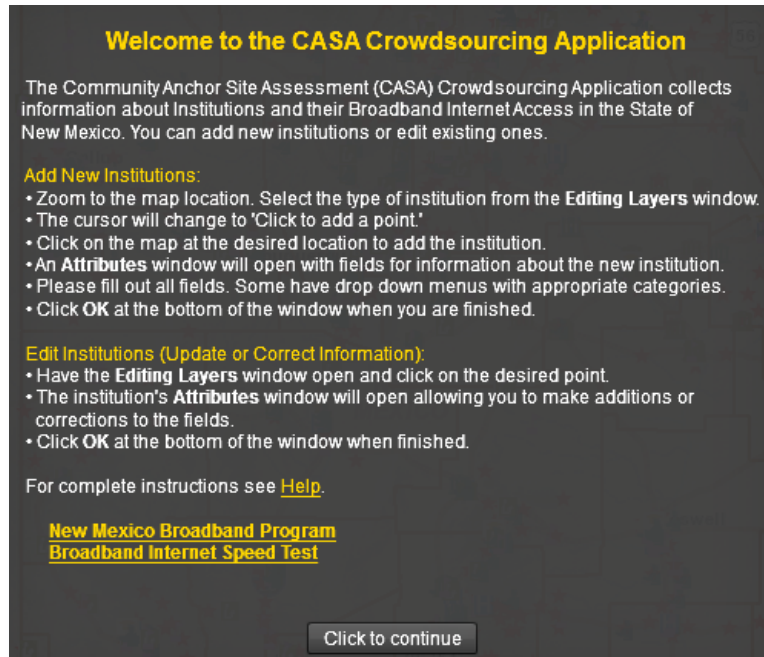 Welcome to the CASA Crowdsourcing Application
The Community Anchor Site Assessment (CASA) Crowdsourcing Application collects
information about Institutions and their Broadband Internet Access in the State of
New Mexico. You can add new institutions or edit existing ones.
Add New Institutions:
• Zoom to the map location. Select the type of institution from the Editing Layers window.
• The cursor will change to 'Click to add a point.'
• Click on the map at the desired location to add the institution.
• An Attributes window will open with fields for information about the new institution.
• Please fill out all fields. Some have drop down menus with appropriate categories.
• Click OK at the bottom of the window when you are finished.
Edit Institutions (Update or Correct Information):
• Have the Editing Layers window open and click on the desired point.
• The institution's Attributes window will open allowing you to make additions or
corrections to the fields.
• Click OK at the bottom of the window when finished.
For complete instructions see Help.
New Mexico Broadband Program
Broadband Internet Speed Test
Click to continue